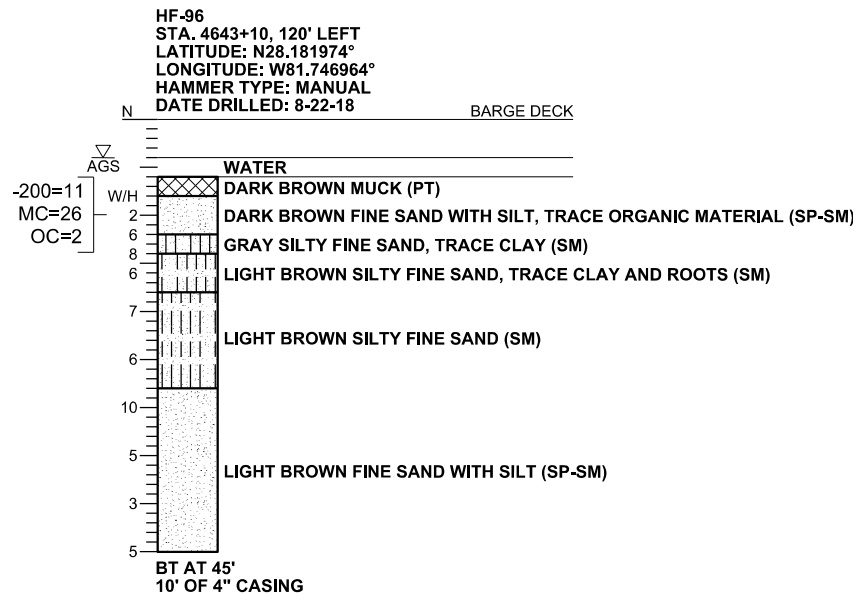 HF-96
STA. 4643+10, 120' LEFT
LATITUDE: N28.181974°
LONGITUDE: W81.746964°
HAMMER TYPE: MANUAL
DATE DRILLED: 8-22-18
N
BARGE DECK
AGS
WATER
-200=11
MC=26
OC=2
W/H
DARK BROWN MUCK (PT)
2
DARK BROWN FINE SAND WITH SILT, TRACE ORGANIC MATERIAL (SP-SM)
6
GRAY SILTY FINE SAND, TRACE CLAY (SM)
8
6
LIGHT BROWN SILTY FINE SAND, TRACE CLAY AND ROOTS (SM)
7
LIGHT BROWN SILTY FINE SAND (SM)
6
10
5
LIGHT BROWN FINE SAND WITH SILT (SP-SM)
3
5
BT AT 45'
10' OF 4" CASING